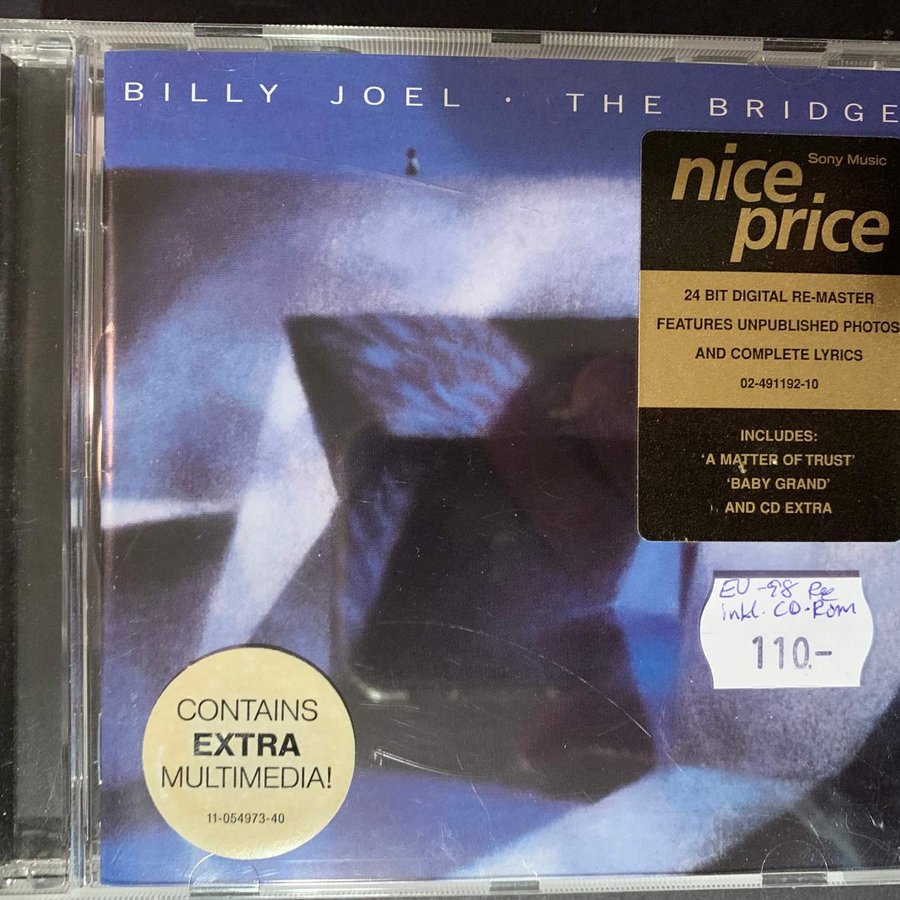 BILLY JOEL · THE BRIDGE
Sony Music
nice
price
24 BIT DIGITAL RE-MASTER
FEATURES UNPUBLISHED PHOTOS
AND COMPLETE LYRICS
02-491192-10
INCLUDES:
'A MATTER OF TRUST'
'BABY GRAND'
AND CD EXTRA
EU -98 Re
inkl. CD-Rom
110.-
CONTAINS
EXTRA
MULTIMEDIA!
11-054973-40